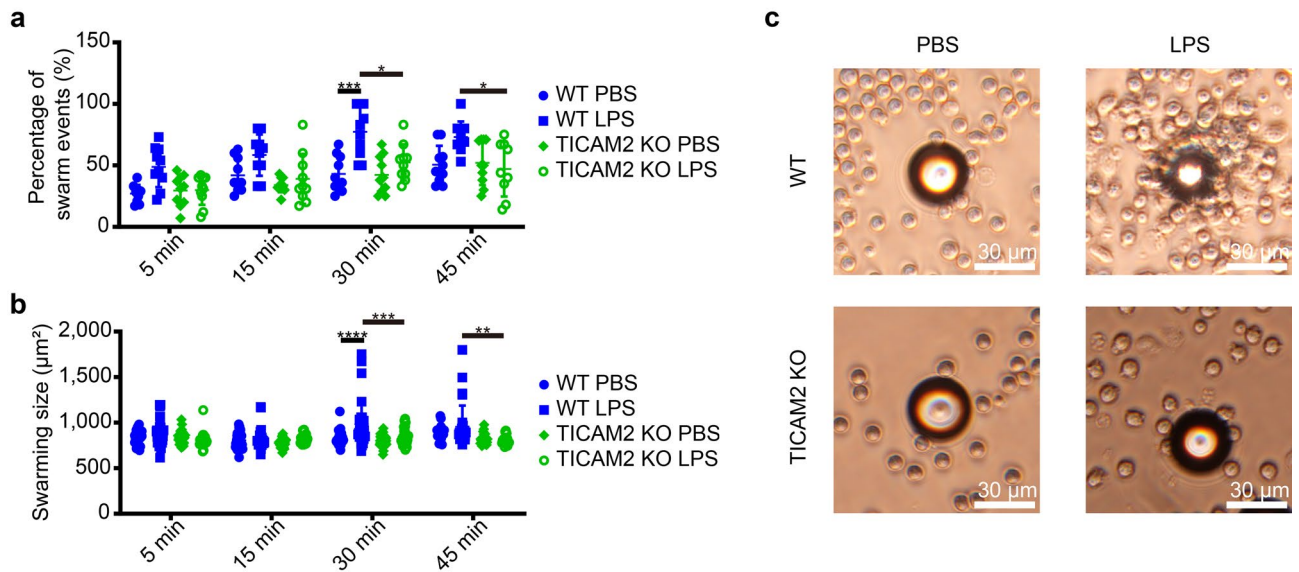 a
Percentage of
swarm events (%)
150
100
50
0
***
*
*
5 min
15 min
30 min
45 min
WT PBS
WT LPS
TICAM2 KO PBS
TICAM2 KO LPS
b
Swarming size (µm²)
2,000
1,500
1,000
500
0
****
***
**
5 min
15 min
30 min
45 min
WT PBS
WT LPS
TICAM2 KO PBS
TICAM2 KO LPS
c
PBS
LPS
WT
30 µm
30 µm
TICAM2 KO
30 µm
30 µm